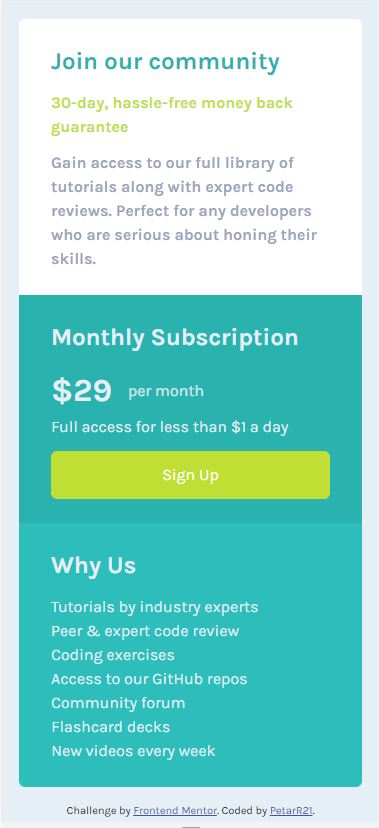 Join our community
30-day, hassle-free money back
guarantee
Gain access to our full library of
tutorials along with expert code
reviews. Perfect for any developers
who are serious about honing their
skills.
Monthly Subscription
$29 per month
Full access for less than $1 a day
Sign Up
Why Us
Tutorials by industry experts
Peer & expert code review
Coding exercises
Access to our GitHub repos
Community forum
Flashcard decks
New videos every week
Challenge by Frontend Mentor. Coded by PetarR21.